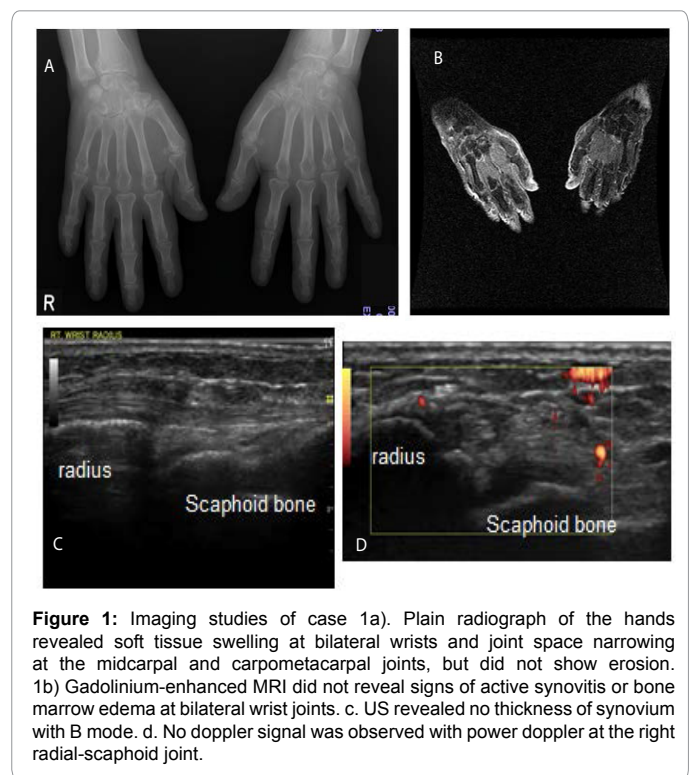 A
B
R
RT. WRIST RADIUS
radius
Scaphoid bone
C
radius
Scaphoid bone
D
Figure 1: Imaging studies of case 1a). Plain radiograph of the hands
revealed soft tissue swelling at bilateral wrists and joint space narrowing
at the midcarpal and carpometacarpal joints, but did not show erosion.
1b) Gadolinium-enhanced MRI did not reveal signs of active synovitis or bone
marrow edema at bilateral wrist joints. c. US revealed no thickness of synovium
with B mode. d. No doppler signal was observed with power doppler at the right
radial-scaphoid joint.